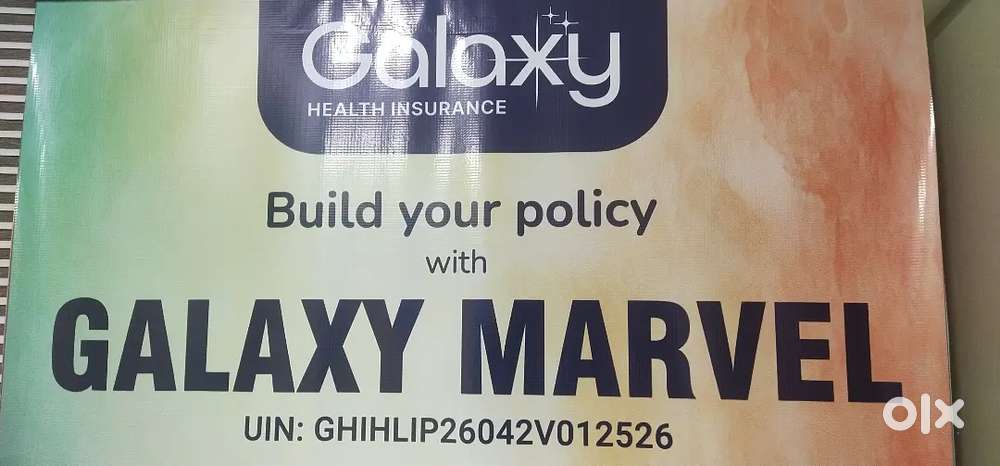 Galaxy
HEALTH INSURANCE
Build your policy
with
GALAXY MARVEL
UIN: GHIHLIP26042V012526
olx